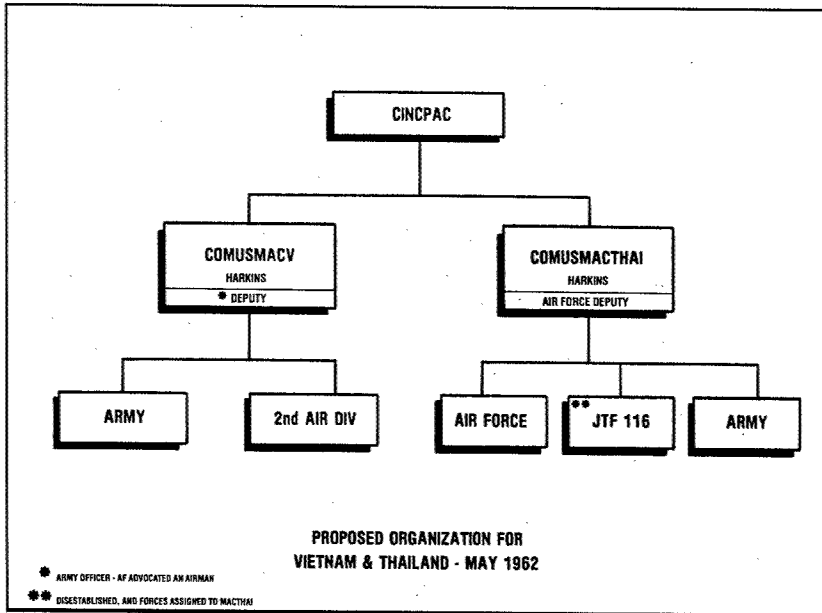 CINCPAC
COMUSMACV
HARKINS
* DEPUTY
COMUSMACTHAI
HARKINS
AIR FORCE DEPUTY
ARMY
2nd AIR DIV
AIR FORCE
** JTF 116
ARMY
PROPOSED ORGANIZATION FOR
VIETNAM & THAILAND - MAY 1962
* ARMY OFFICER - AF ADVOCATED AN AIRMAN
** DISESTABLISHED, AND FORCES ASSIGNED TO MACTHAI